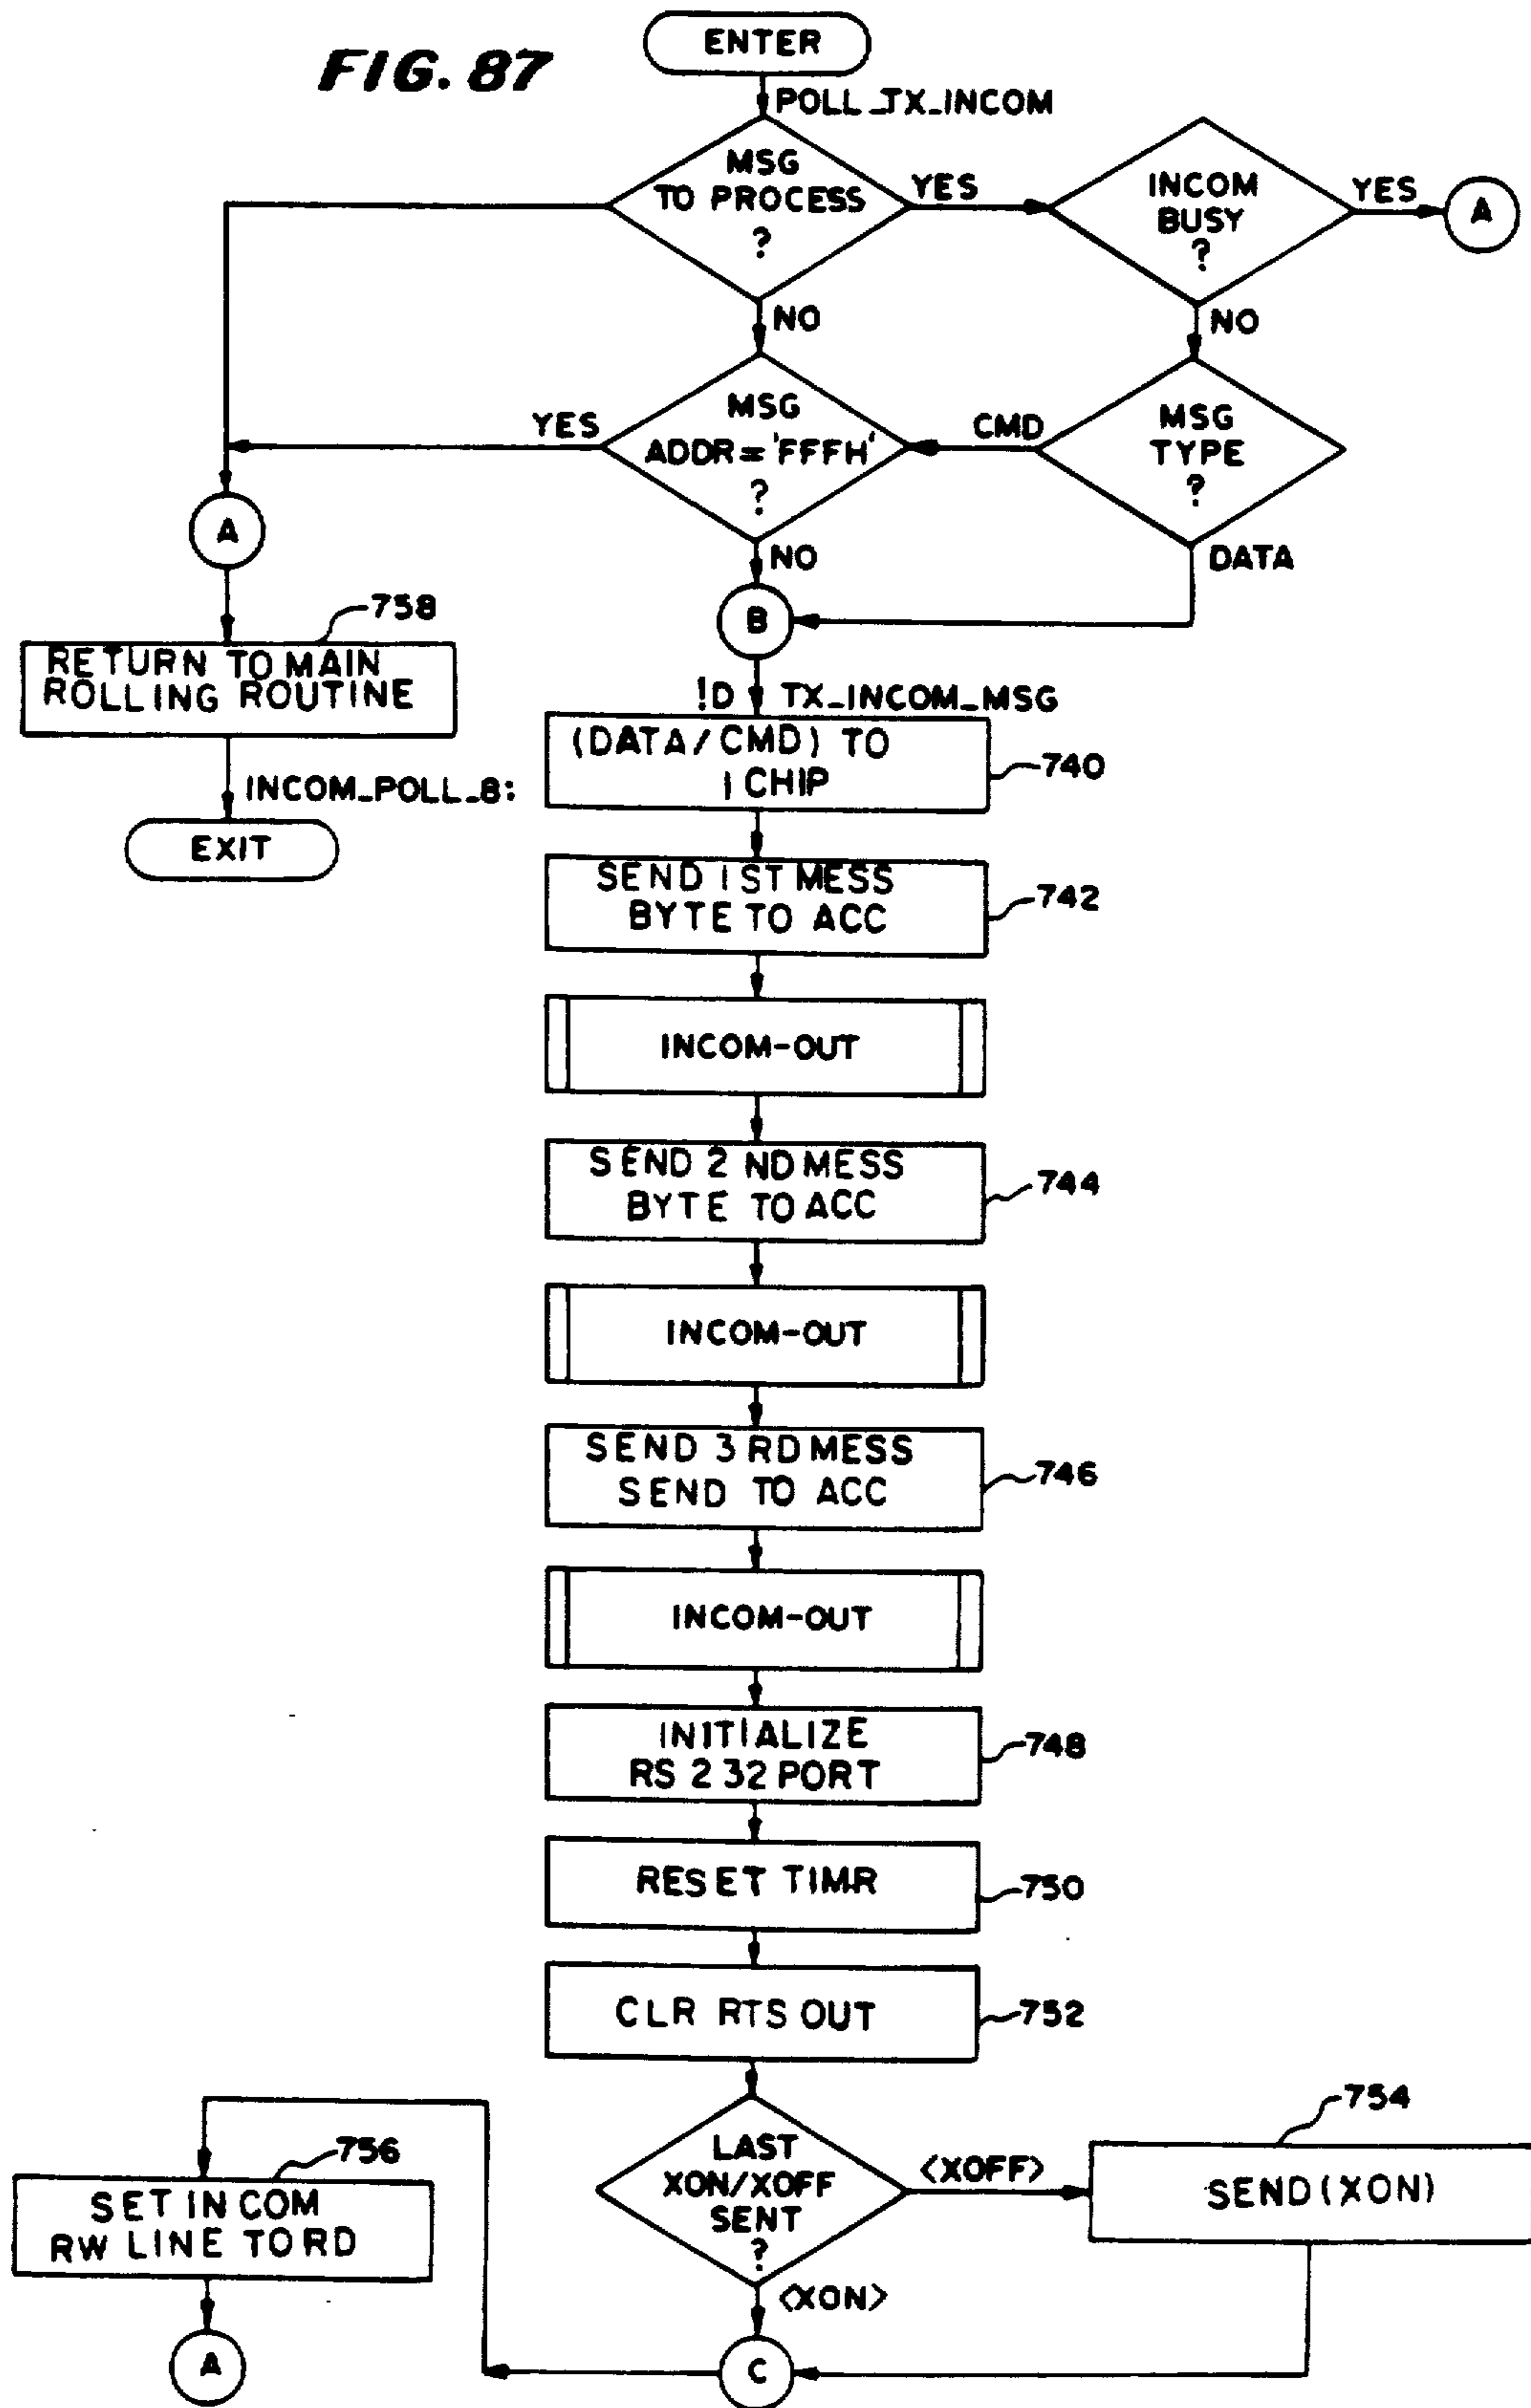 FIG. 87
ENTER
POLL_TX_INCOM
MSG
TO PROCESS
?
YES
INCOM
BUSY
?
YES
A
NO
NO
YES
MSG
ADDR='FFFH'
?
CMD
MSG
TYPE
?
A
NO
DATA
B
758
RETURN TO MAIN
ROLLING ROUTINE
!D TX_INCOM_MSG
(DATA/CMD) TO
1 CHIP
740
INCOM_POLL_8:
EXIT
SEND 1ST MESS
BYTE TO ACC
742
INCOM-OUT
SEND 2 ND MESS
BYTE TO ACC
744
INCOM-OUT
SEND 3 RD MESS
SEND TO ACC
746
INCOM-OUT
INITIALIZE
RS 232 PORT
748
RESET TIMR
750
CLR RTS OUT
752
754
756
LAST
XON/XOFF
SENT
?
<XOFF>
SEND (XON)
SET IN COM
RW LINE TO RD
<XON>
A
C